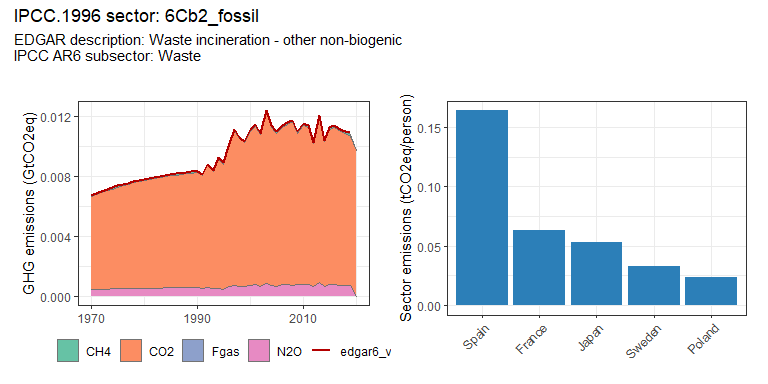 IPCC.1996 sector: 6Cb2_fossil
EDGAR description: Waste incineration - other non-biogenic
IPCC AR6 subsector: Waste
GHG emissions (GtCO2eq)
0.012
0.008
0.004
0.000
1970
1990
2010
CH4
CO2
Fgas
N2O
edgar6_v
Sector emissions (tCO2eq/person)
0.15
0.10
0.05
0.00
Spain
France
Japan
Sweden
Poland